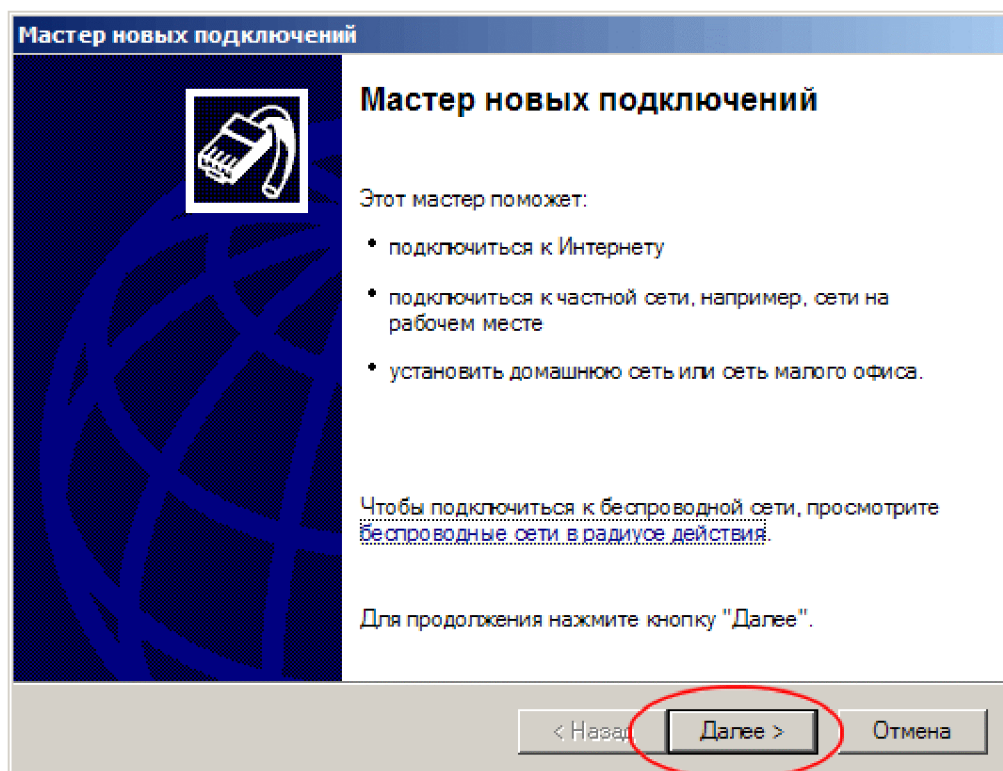 Мастер новых подключений
Мастер новых подключений
Этот мастер поможет:
• подключиться к Интернету
• подключиться к частной сети, например, сети на
рабочем месте
• установить домашнюю сеть или сеть малого офиса.
Чтобы подключиться к беспроводной сети, просмотрите
беспроводные сети в радиусе действия.
Для продолжения нажмите кнопку "Далее".
< Назад
Далее >
Отмена